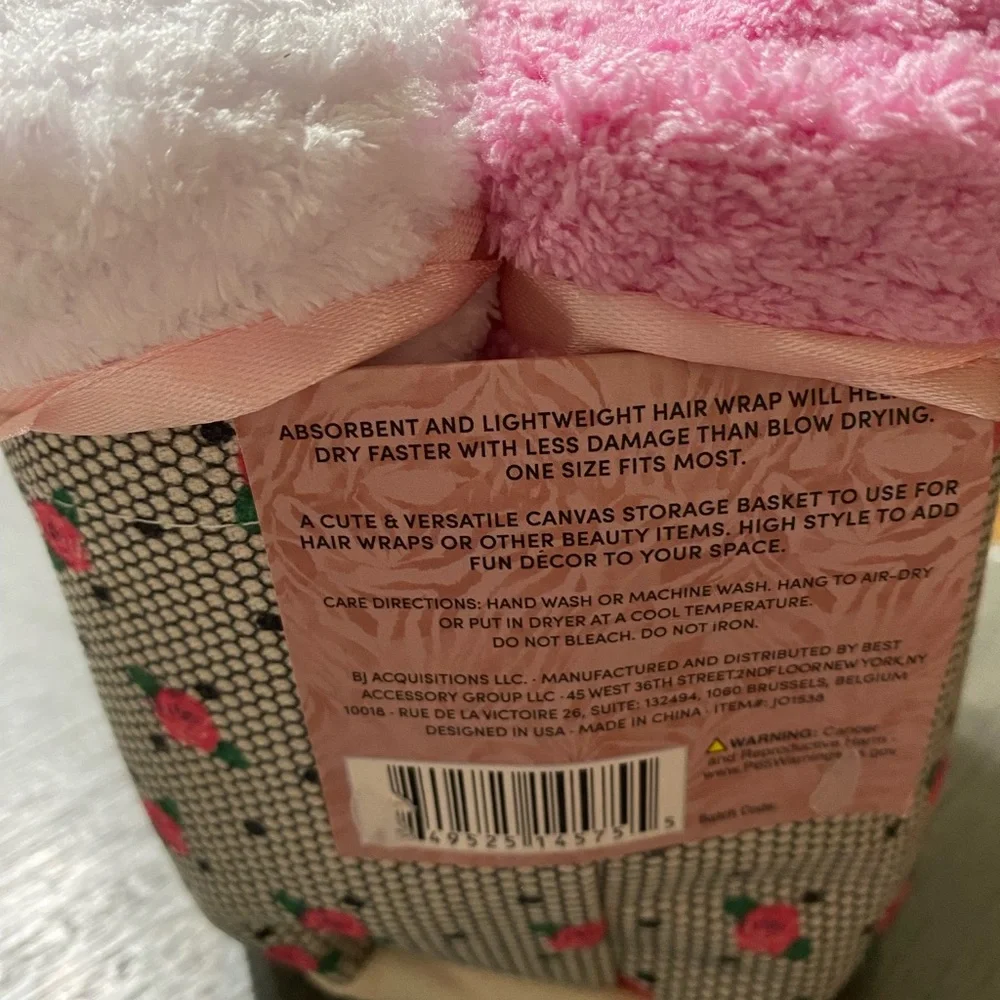 ABSORBENT AND LIGHTWEIGHT HAIR WRAP WILL
DRY FASTER WITH LESS DAMAGE THAN BLOW DRYING.
ONE SIZE FITS MOST.
A CUTE & VERSATILE CANVAS STORAGE BASKET TO USE FOR
HAIR WRAPS OR OTHER BEAUTY ITEMS. HIGH STYLE TO ADD
FUN DÉCOR TO YOUR SPACE.
CARE DIRECTIONS: HAND WASH OR MACHINE WASH. HANG TO AIR-DRY
OR PUT IN DRYER AT A COOL TEMPERATURE.
DO NOT BLEACH. DO NOT IRON.
BJ ACQUISITIONS LLC. - MANUFACTURED AND DISTRIBUTED BY BEST
ACCESSORY GROUP LLC - 45 WEST 36TH STREET,2ND FLOOR NEW YORK, NY
10018 - RUE DE LA VICTOIRE 26, SUITE: 132494, 1060 BRUSSELS, BELGIUM
DESIGNED IN USA - MADE IN CHINA - ITEM#: JO1538
WARNING: Cancer
and Reproductive Harm -
www.P65Warnings
.gov
Batch Code:
49525 14575 5